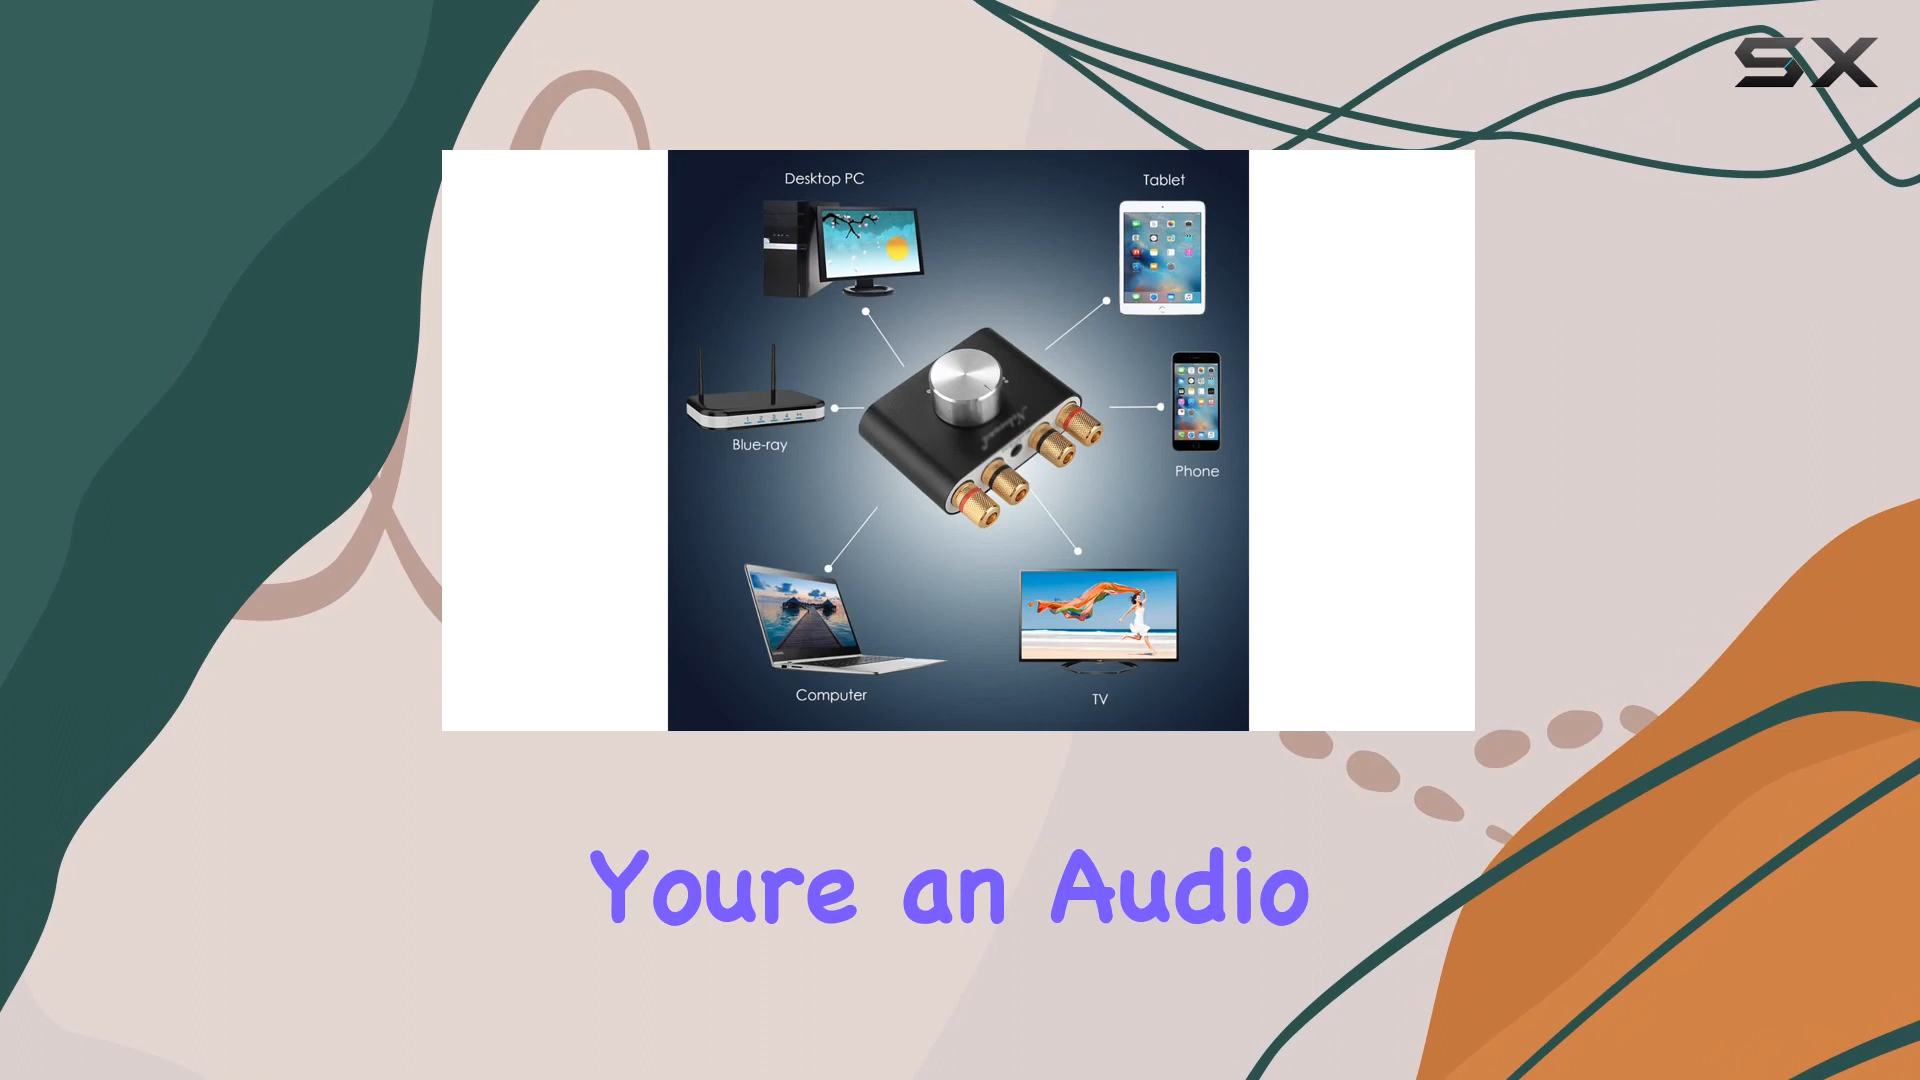 SX
Desktop PC
Tablet
Blue-ray
Phone
Computer
TV
Youre an Audio